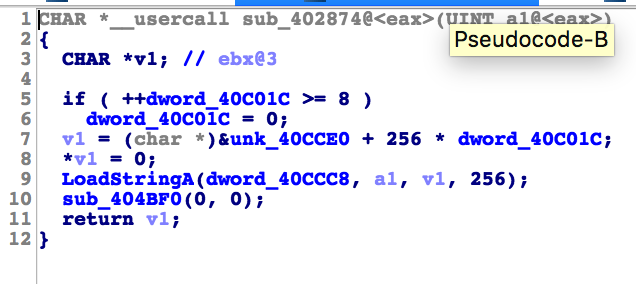 1 CHAR *__usercall sub_402874@<eax>(UINT a1@<eax>)
2 {
3 CHAR *v1; // ebx@3
4
5 if ( ++dword_40C01C >= 8 )
6 dword_40C01C = 0;
7 v1 = (char *)&unk_40CCE0 + 256 * dword_40C01C;
8 *v1 = 0;
9 LoadStringA(dword_40CCC8, a1, v1, 256);
10 sub_404BF0(0, 0);
11 return v1;
12 }
Pseudocode-B